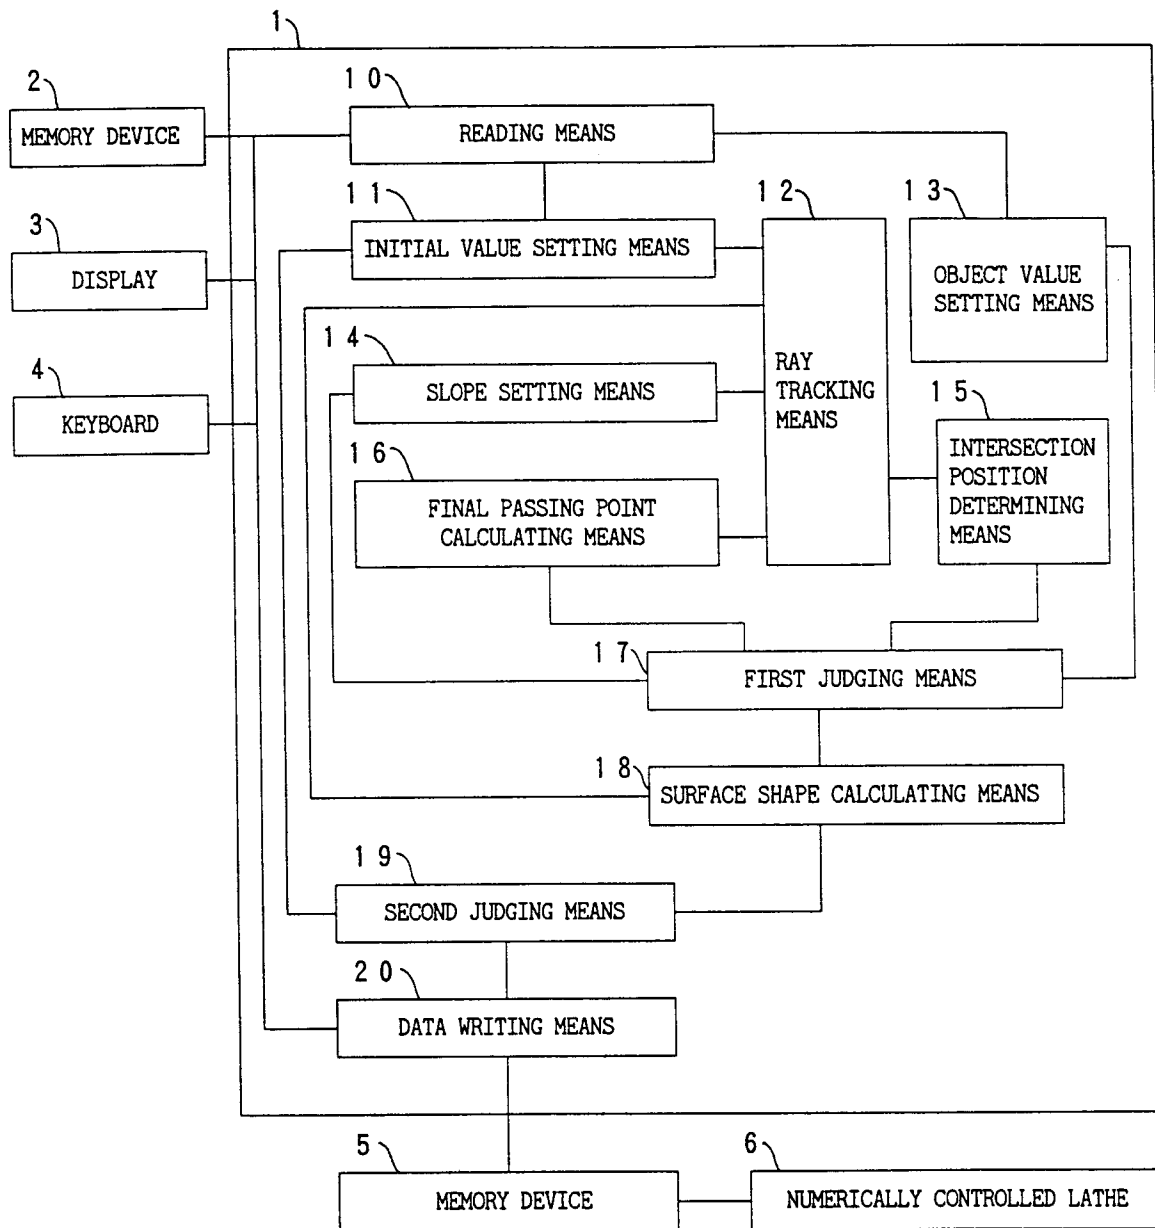 1
2
MEMORY DEVICE
10
READING MEANS
11
INITIAL VALUE SETTING MEANS
12
RAY
TRACKING
MEANS
13
OBJECT VALUE
SETTING MEANS
3
DISPLAY
14
SLOPE SETTING MEANS
4
KEYBOARD
15
INTERSECTION
POSITION
DETERMINING
MEANS
16
FINAL PASSING POINT
CALCULATING MEANS
17
FIRST JUDGING MEANS
18
SURFACE SHAPE CALCULATING MEANS
19
SECOND JUDGING MEANS
20
DATA WRITING MEANS
5
MEMORY DEVICE
6
NUMERICALLY CONTROLLED LATHE